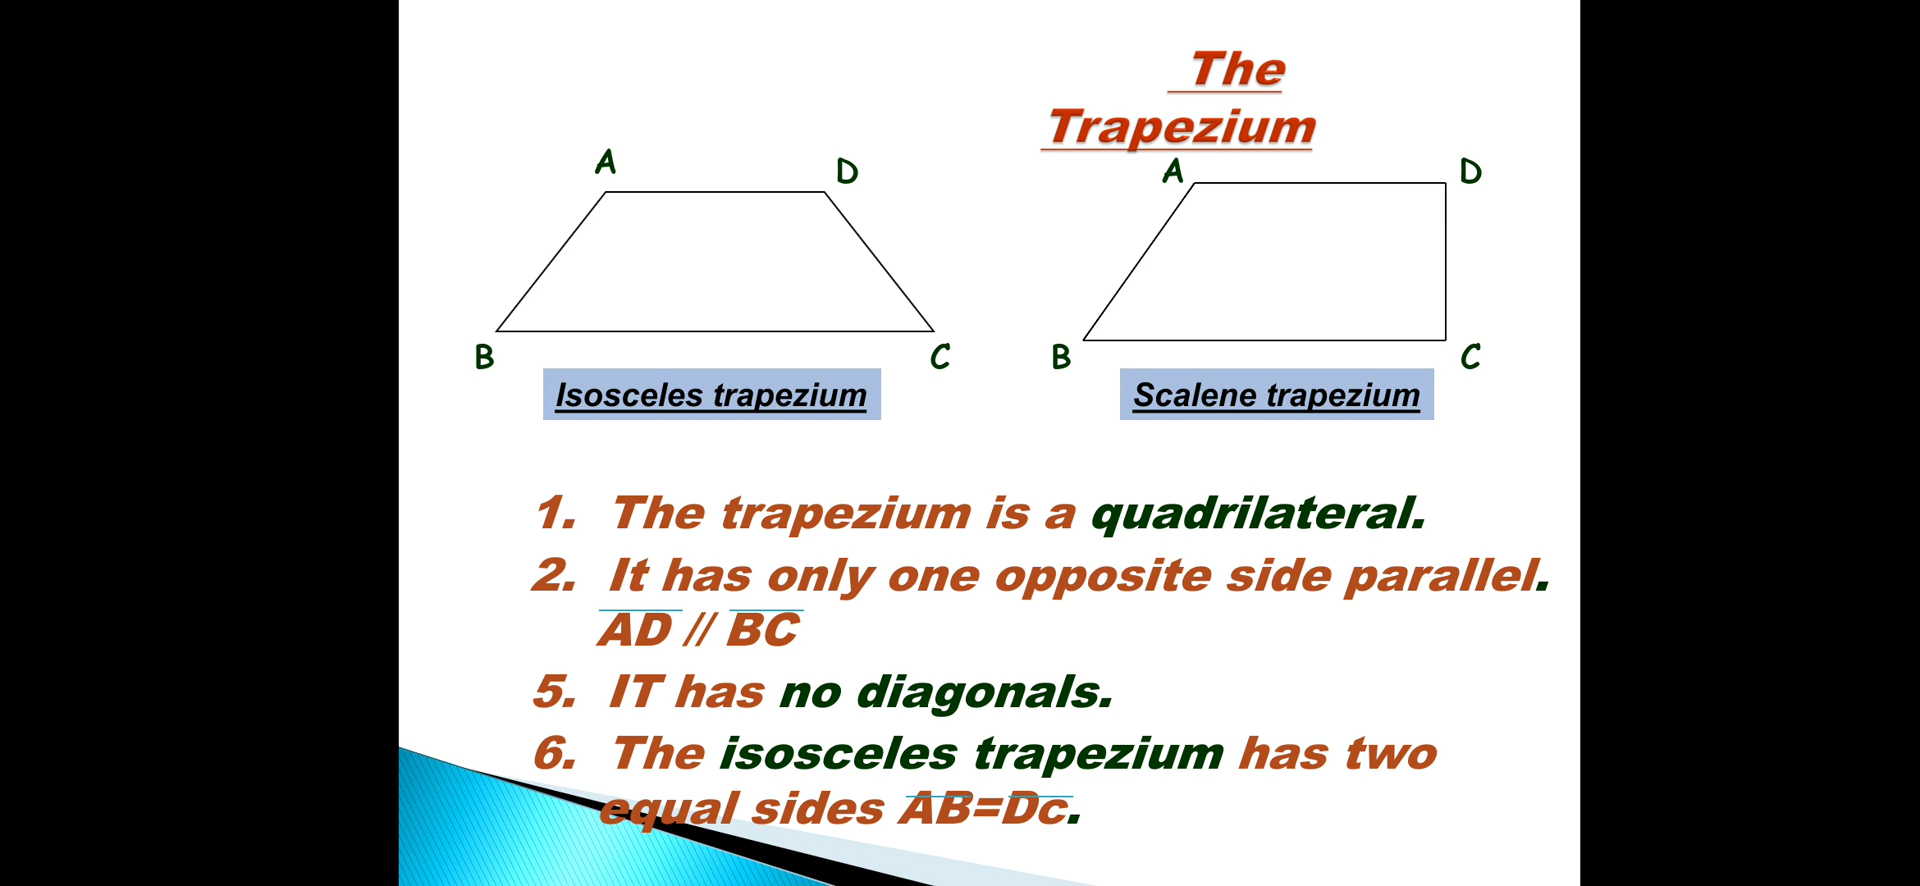 The
Trapezium
A
D
B
C
Isosceles trapezium
A
D
B
C
Scalene trapezium
1. The trapezium is a quadrilateral.
2. It has only one opposite side parallel.
AD // BC
5. IT has no diagonals.
6. The isosceles trapezium has two
equal sides AB=Dc.